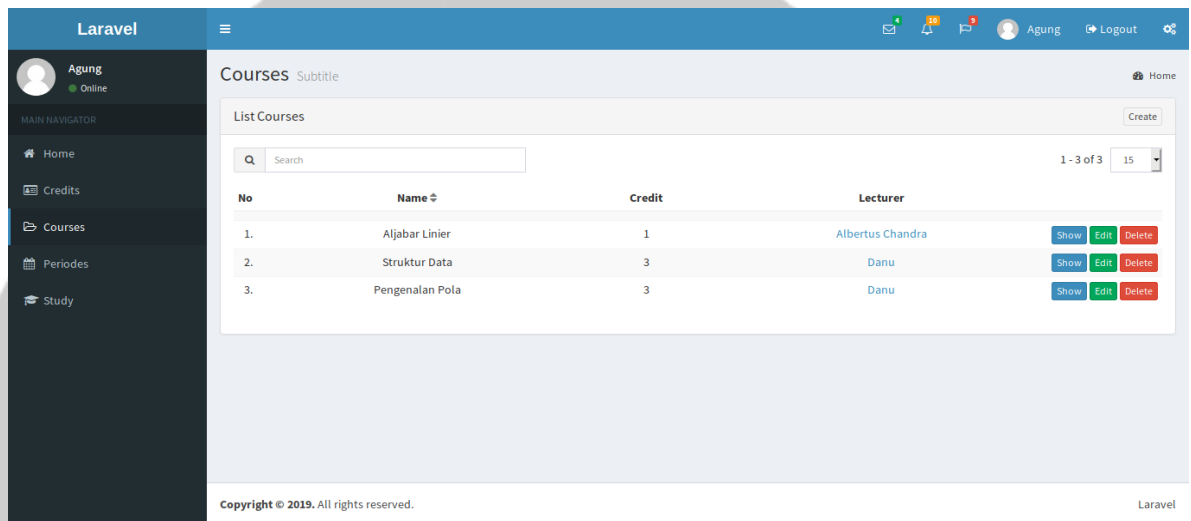 Laravel
4 10 9 Agung Logout
Agung
Online
MAIN NAVIGATOR
Home
Credits
Courses
Periodes
Study
Courses Subtitle
Home
List Courses Create
Search 1 - 3 of 3 15
No Name Credit Lecturer
1. Aljabar Linier 1 Albertus Chandra Show Edit Delete
2. Struktur Data 3 Danu Show Edit Delete
3. Pengenalan Pola 3 Danu Show Edit Delete
Copyright © 2019. All rights reserved. Laravel